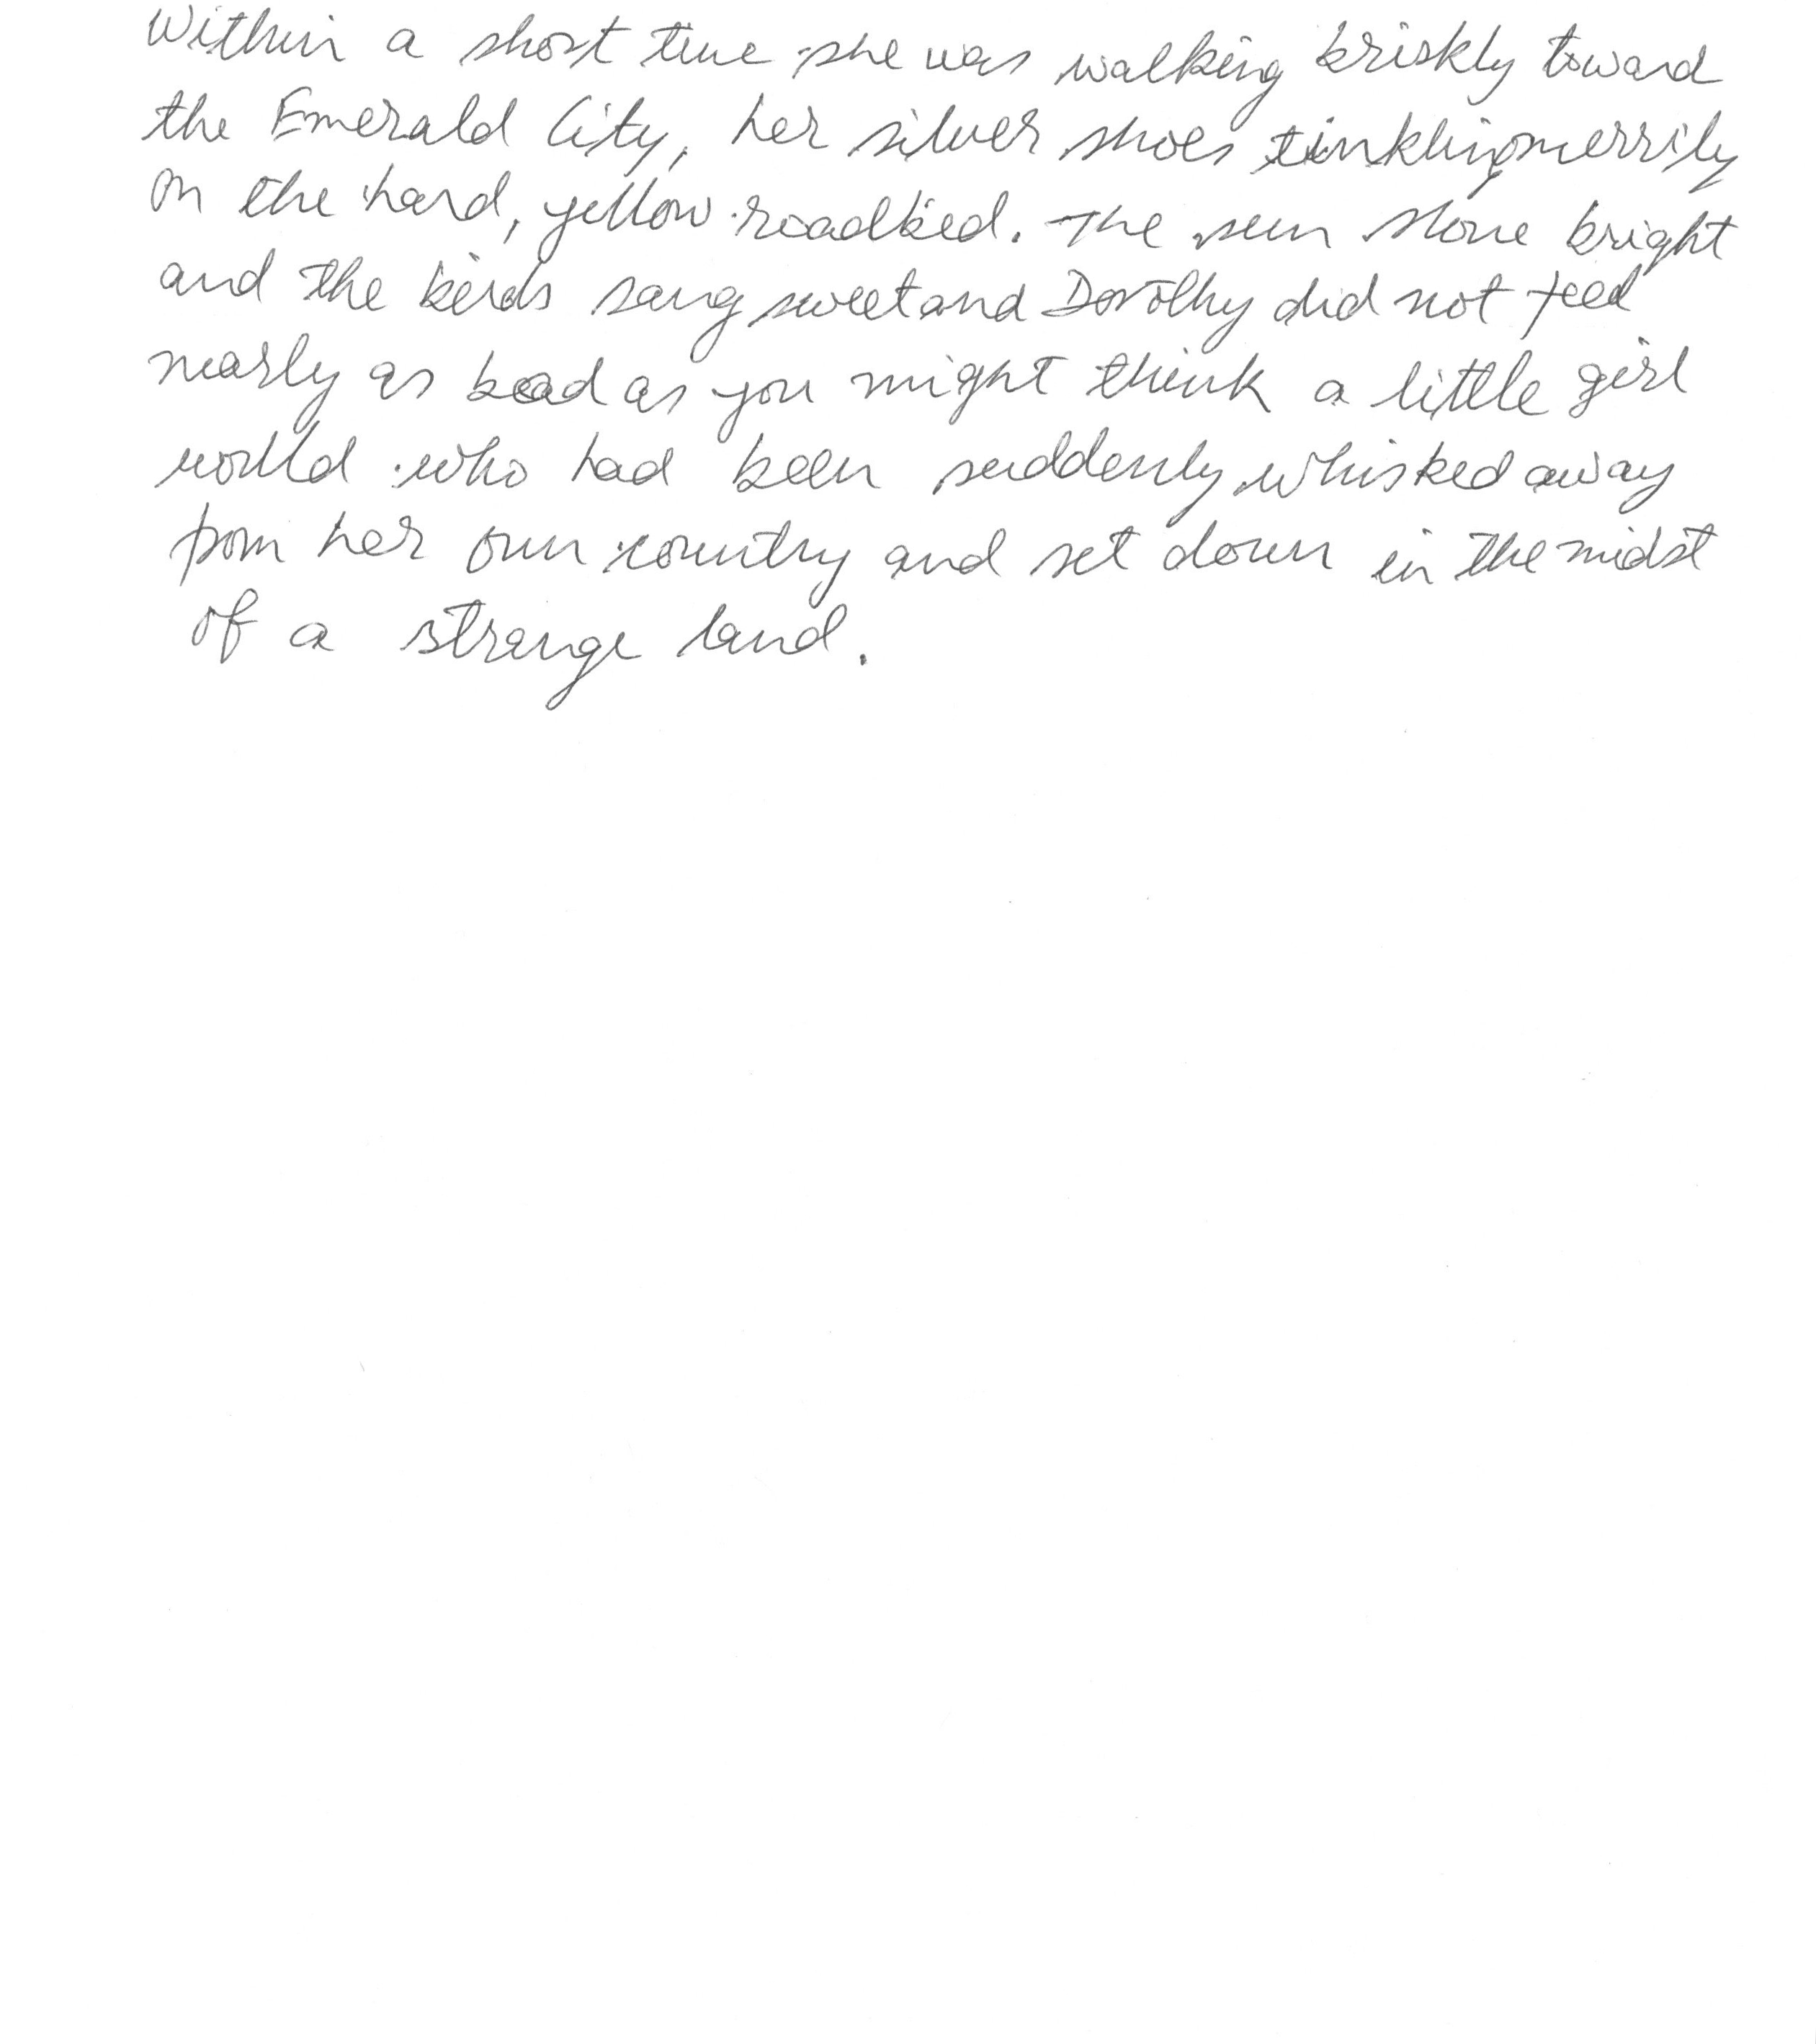 Within a short time she was walking briskly toward
the Emerald City, her silver shoes tinkling merrily
on the hard, yellow roadbed. The sun shone bright
and the birds sang sweet and Dorothy did not feel
nearly as bad as you might think a little girl
would who had been suddenly whisked away
from her own country and set down in the midst
of a strange land.